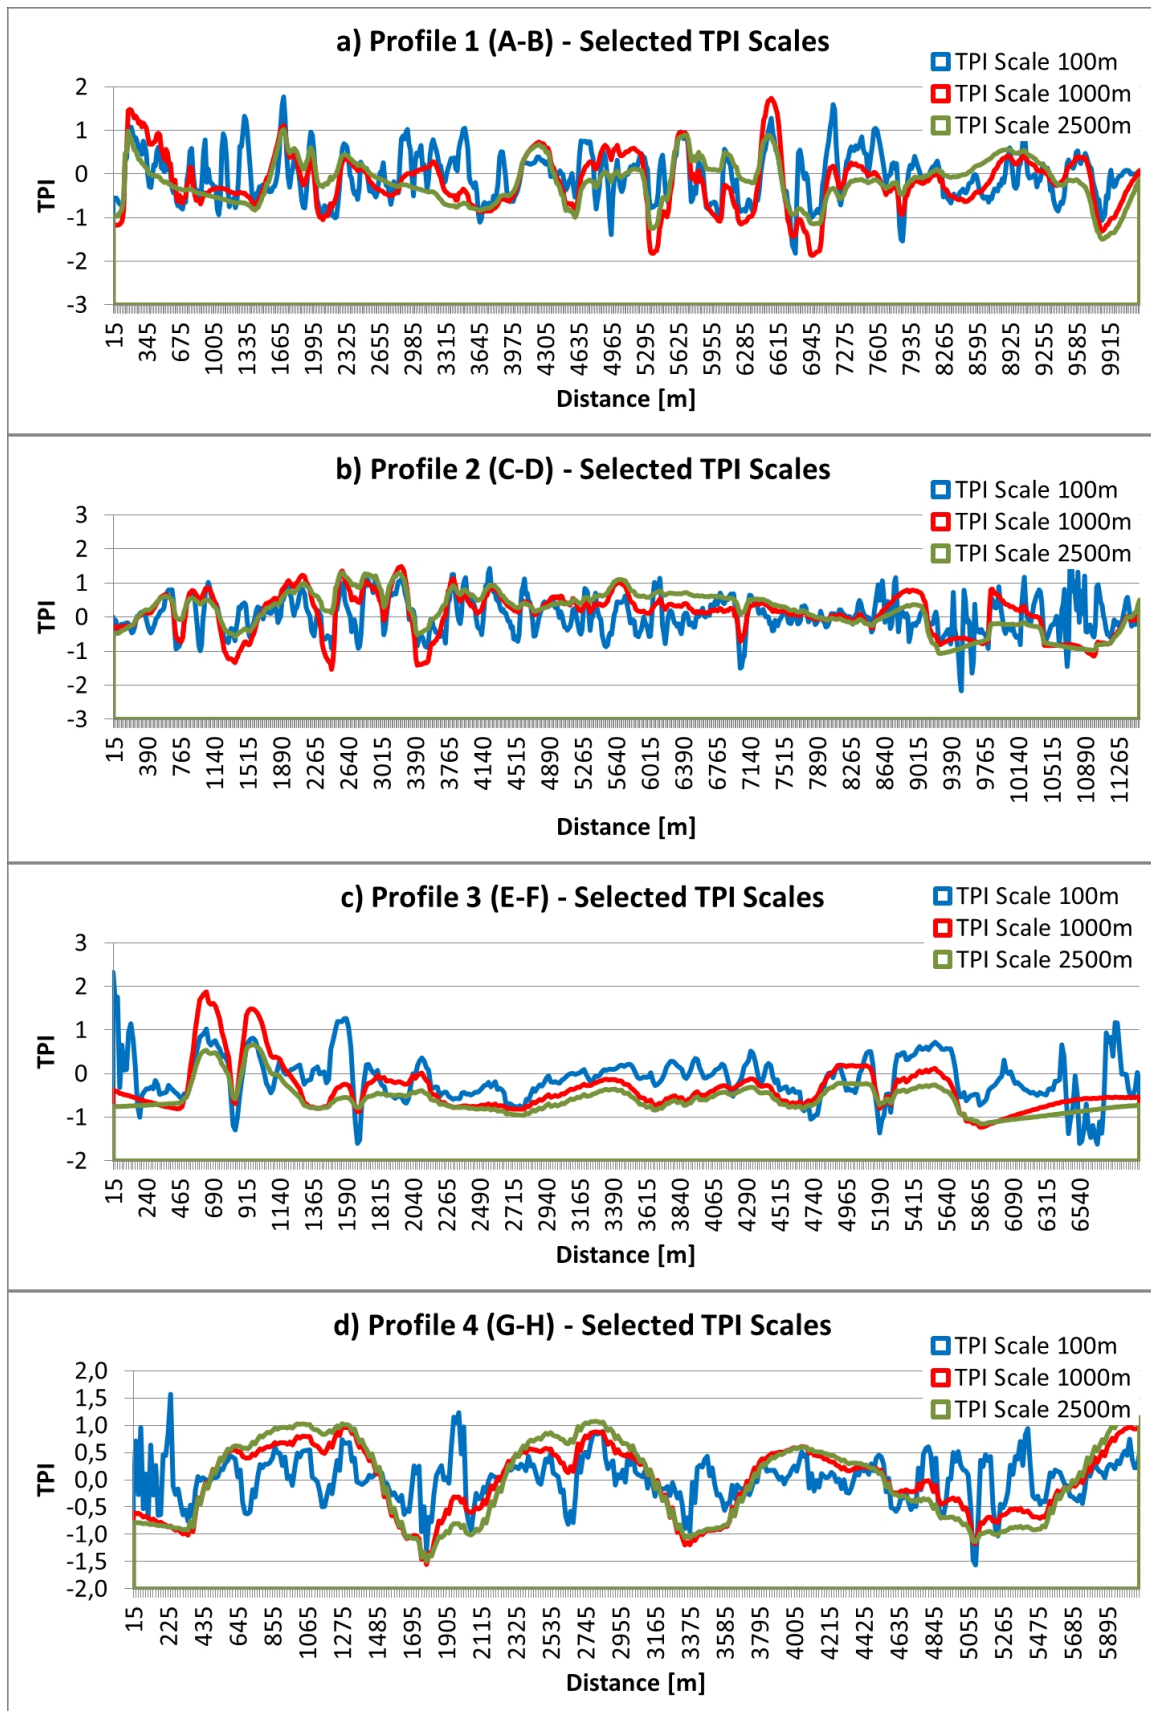 a) Profile 1 (A-B) - Selected TPI Scales
TPI Scale 100m
TPI Scale 1000m
TPI Scale 2500m
2
1
0
-1
-2
-3
TPI
15 345 675 1005 1335 1665 1995 2325 2655 2985 3315 3645 3975 4305 4635 4965 5295 5625 5955 6285 6615 6945 7275 7605 7935 8265 8595 8925 9255 9585 9915
Distance [m]
b) Profile 2 (C-D) - Selected TPI Scales
TPI Scale 100m
TPI Scale 1000m
TPI Scale 2500m
3
2
1
0
-1
-2
-3
TPI
15 390 765 1140 1515 1890 2265 2640 3015 3390 3765 4140 4515 4890 5265 5640 6015 6390 6765 7140 7515 7890 8265 8640 9015 9390 9765 10140 10515 10890 11265
Distance [m]
c) Profile 3 (E-F) - Selected TPI Scales
TPI Scale 100m
TPI Scale 1000m
TPI Scale 2500m
3
2
1
0
-1
-2
TPI
15 240 465 690 915 1140 1365 1590 1815 2040 2265 2490 2715 2940 3165 3390 3615 3840 4065 4290 4515 4740 4965 5190 5415 5640 5865 6090 6315 6540
Distance [m]
d) Profile 4 (G-H) - Selected TPI Scales
TPI Scale 100m
TPI Scale 1000m
TPI Scale 2500m
2,0
1,5
1,0
0,5
0,0
-0,5
-1,0
-1,5
-2,0
TPI
15 225 435 645 855 1065 1275 1485 1695 1905 2115 2325 2535 2745 2955 3165 3375 3585 3795 4005 4215 4425 4635 4845 5055 5265 5475 5685 5895
Distance [m]